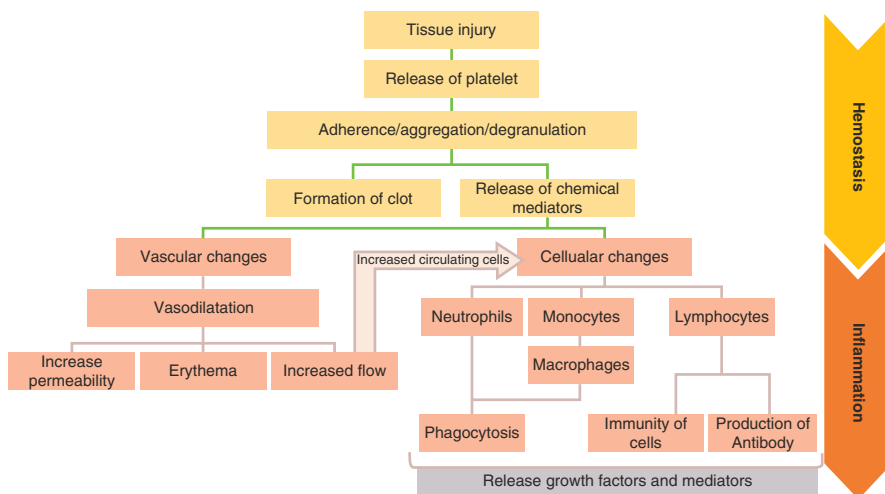 Tissue injury
Release of platelet
Adherence/aggregation/degranulation
Formation of clot
Release of chemical
mediators
Hemostasis
Vascular changes
Increased circulating cells
Cellualar changes
Vasodilatation
Neutrophils
Monocytes
Lymphocytes
Increase
permeability
Erythema
Increased flow
Macrophages
Phagocytosis
Immunity of
cells
Production of
Antibody
Inflammation
Release growth factors and mediators